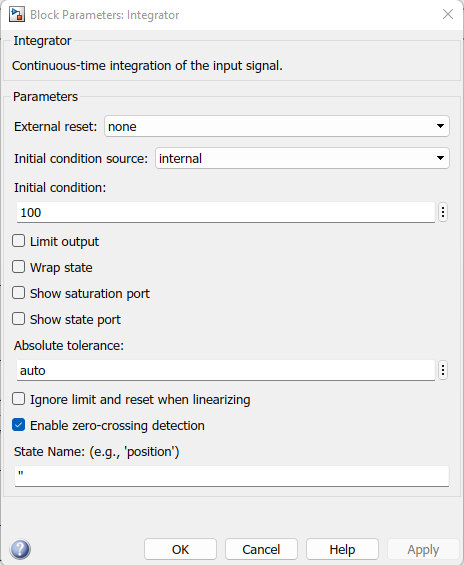 Block Parameters: Integrator
Integrator
Continuous-time integration of the input signal.
Parameters
External reset: none
Initial condition source: internal
Initial condition:
100
Limit output
Wrap state
Show saturation port
Show state port
Absolute tolerance:
auto
Ignore limit and reset when linearizing
Enable zero-crossing detection
State Name: (e.g., 'position')
''
? OK Cancel Help Apply